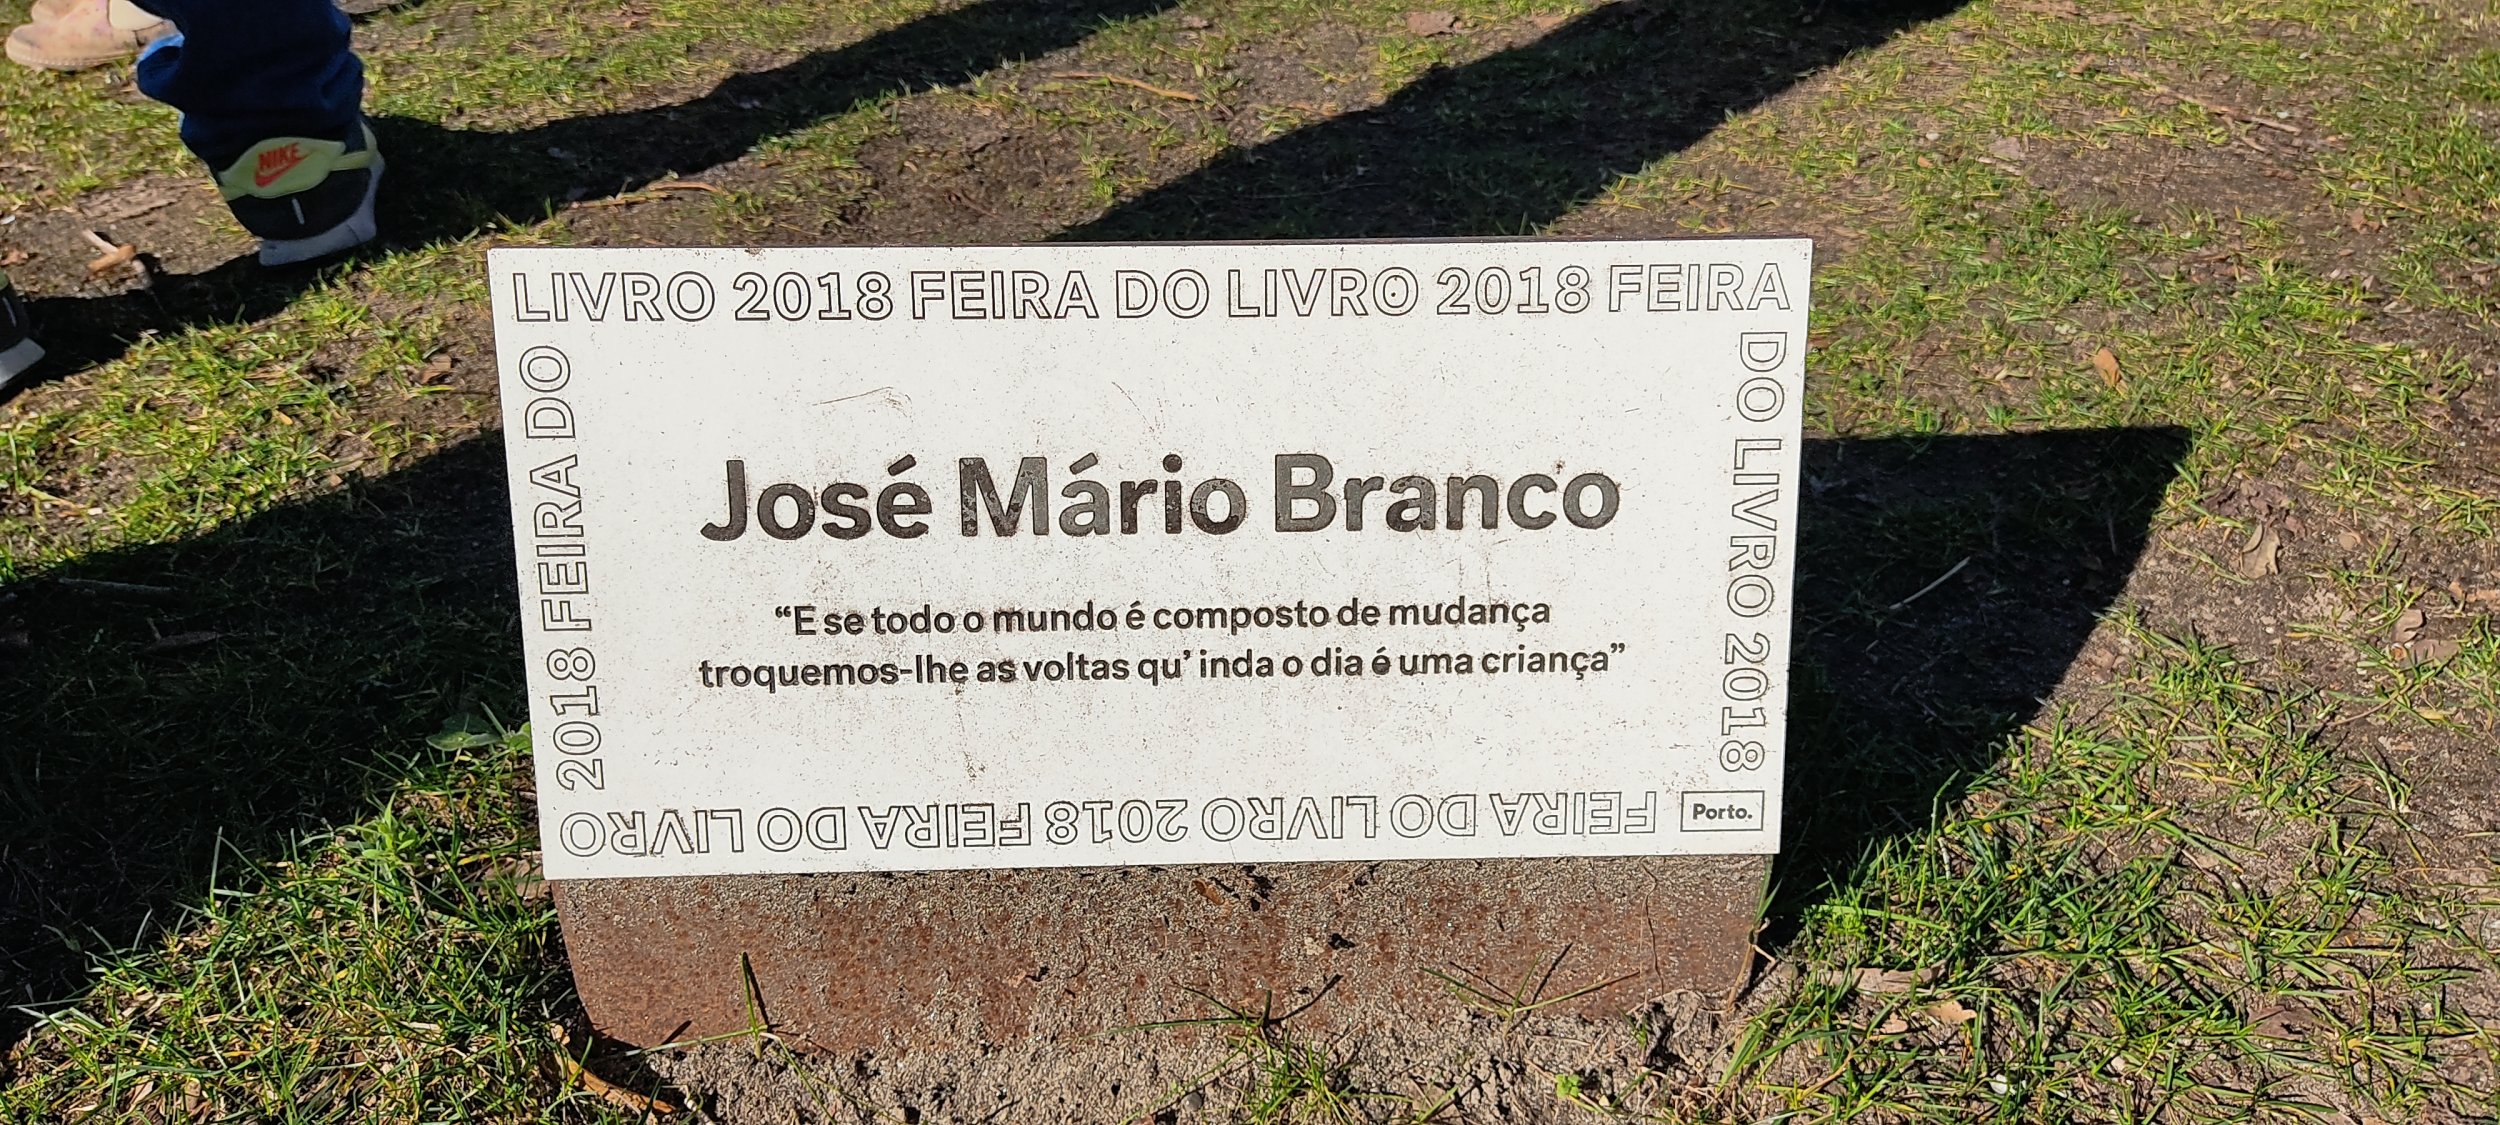 NIKE
LIVRO 2018 FEIRA DO LIVRO 2018 FEIRA
DO LIVRO 2018
FEIRA DO LIVRO 2018 FEIRA DO LIVRO
2018 FEIRA DO
José Mário Branco
“E se todo o mundo é composto de mudança
troquemos-lhe as voltas qu’ inda o dia é uma criança”
Porto.